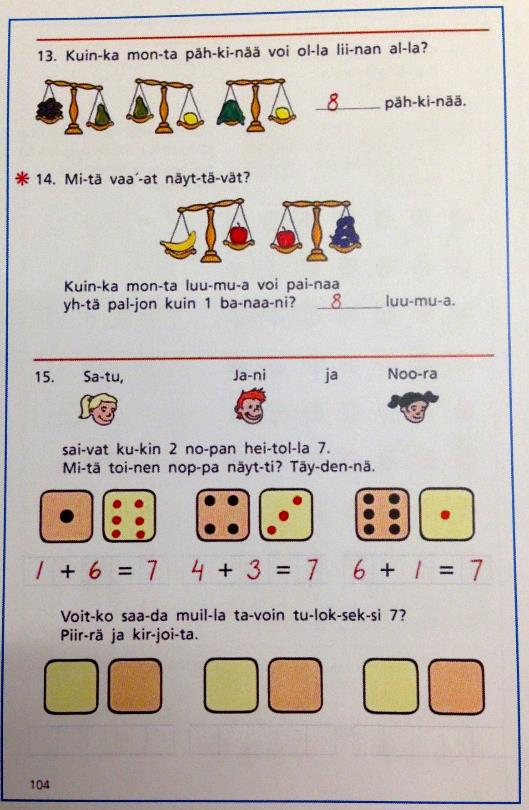 13. Kuin-ka mon-ta päh-ki-nää voi ol-la lii-nan al-la?
8 päh-ki-nää.
* 14. Mi-tä vaa´-at näyt-tä-vät?
Kuin-ka mon-ta luu-mu-a voi pai-naa
yh-tä pal-jon kuin 1 ba-naa-ni? 8 luu-mu-a.
15. Sa-tu, Ja-ni ja Noo-ra
sai-vat ku-kin 2 no-pan hei-tol-la 7.
Mi-tä toi-nen nop-pa näyt-ti? Täy-den-nä.
1 + 6 = 7 4 + 3 = 7 6 + 1 = 7
Voit-ko saa-da muil-la ta-voin tu-lok-sek-si 7?
Piir-rä ja kir-joi-ta.
104